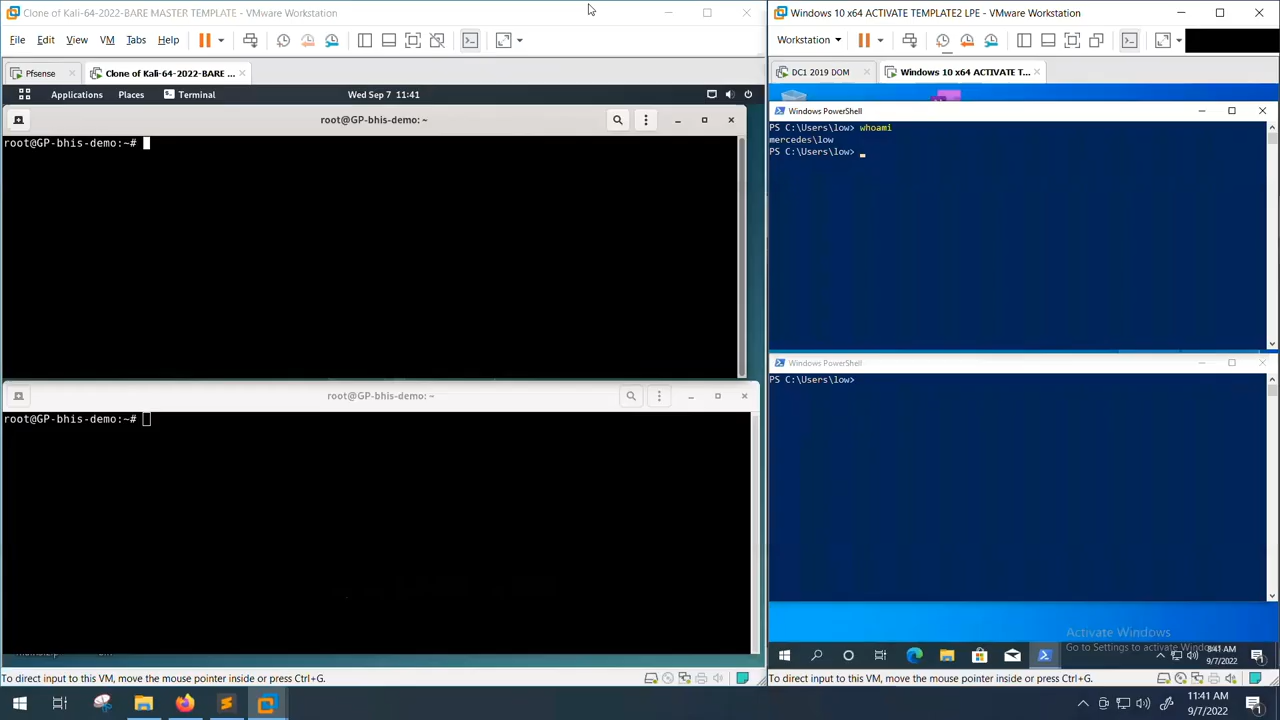 Clone of Kali-64-2022-BARE MASTER TEMPLATE - VMware Workstation
File Edit View VM Tabs Help
Pfsense
Clone of Kali-64-2022-BARE ...
Applications Places Terminal
Wed Sep 7 11:41
root@GP-bhis-demo: ~
root@GP-bhis-demo:~#
root@GP-bhis-demo: ~
root@GP-bhis-demo:~#
To direct input to this VM, move the mouse pointer inside or press Ctrl+G.
Windows 10 x64 ACTIVATE TEMPLATE2 LPE - VMware Workstation
Workstation
DC1 2019 DOM
Windows 10 x64 ACTIVATE T...
Windows PowerShell
PS C:\Users\low> whoami
mercedes\low
PS C:\Users\low>
Windows PowerShell
PS C:\Users\low>
Activate Windows
Go to Settings to activate Windows.
8:41 AM
9/7/2022
To direct input to this VM, move the mouse pointer inside or press Ctrl+G.
11:41 AM
9/7/2022